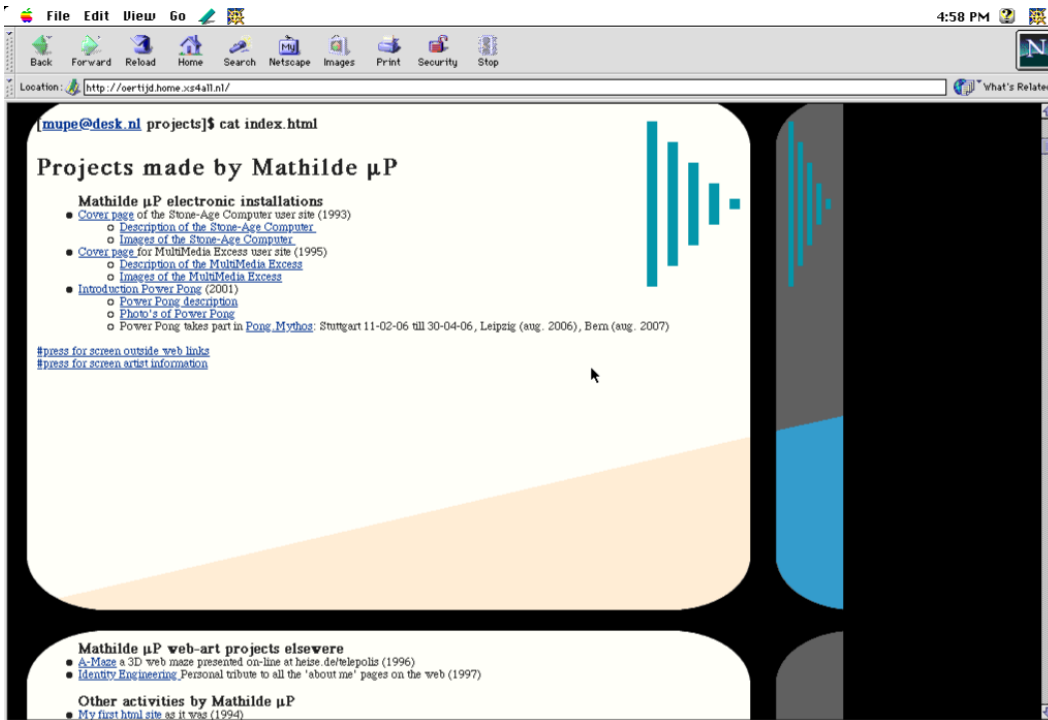 File Edit View Go 4:58 PM
Back Forward Reload Home Search Netscape Images Print Security Stop
My
N
Location: http://oertijd.home.xs4all.nl/ What's Related
[mupe@desk.nl projects]$ cat index.html
Projects made by Mathilde µP
Mathilde µP electronic installations
Cover page of the Stone-Age Computer user site (1993)
Description of the Stone-Age Computer
Images of the Stone-Age Computer
Cover page for MultiMedia Excess user site (1995)
Description of the MultiMedia Excess
Images of the MultiMedia Excess
Introduction Power Pong (2001)
Power Pong description
Photo's of Power Pong
Power Pong takes part in Pong Mythos: Stuttgart 11-02-06 till 30-04-06, Leipzig (aug. 2006), Bern (aug. 2007)
#press for screen outside web links
#press for screen artist information
Mathilde µP web-art projects elsewere
A-Maze a 3D web maze presented on-line at heise.de/telepolis (1996)
Identity Engineering Personal tribute to all the 'about me' pages on the web (1997)
Other activities by Mathilde µP
My first html site as it was (1994)